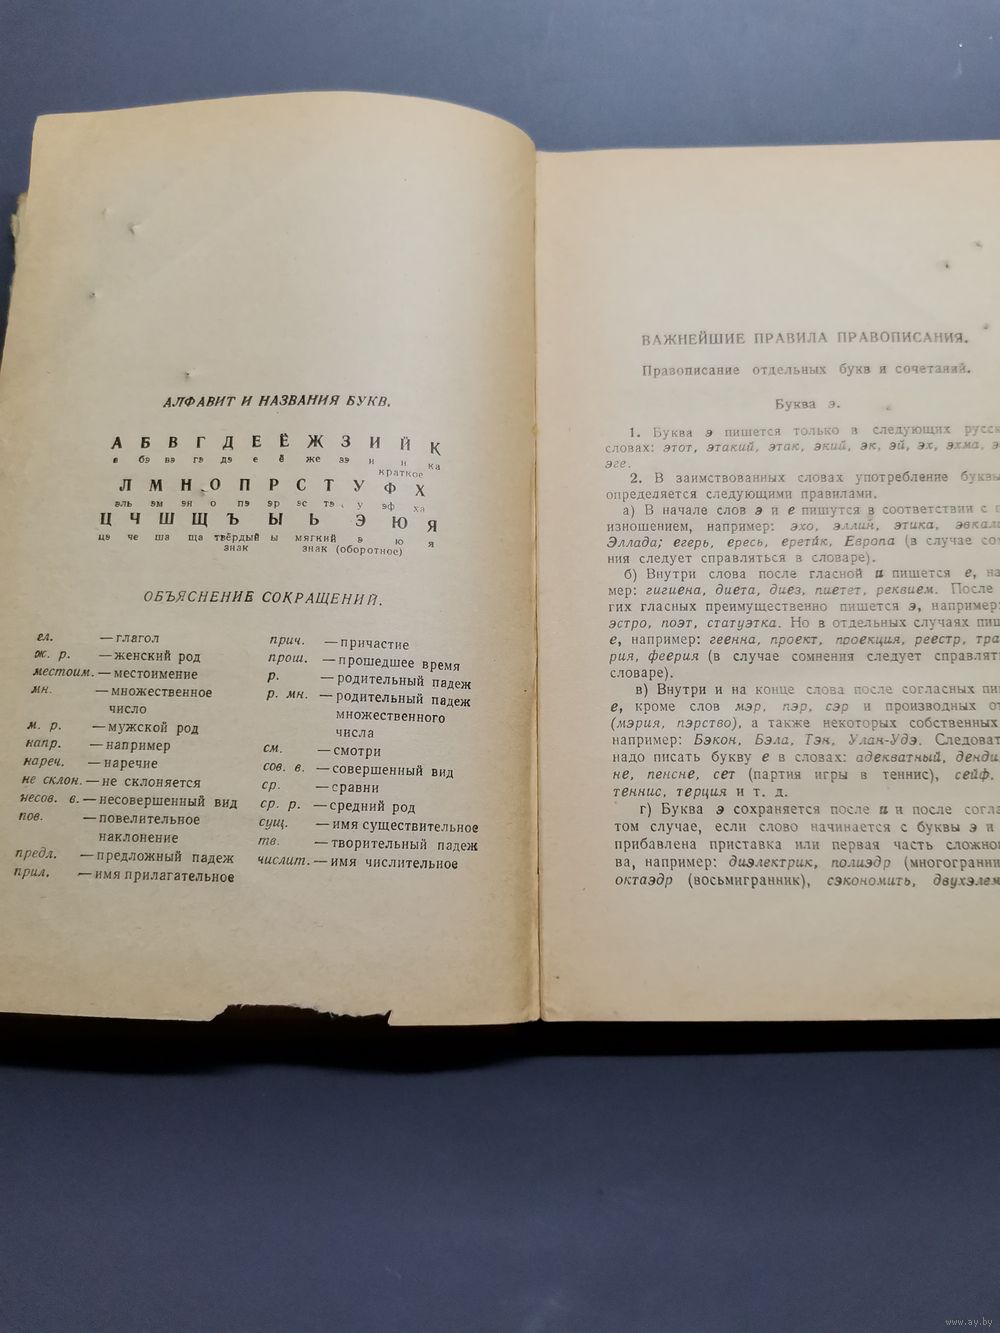 АЛФАВИТ И НАЗВАНИЯ БУКВ.
А Б В Г Д Е Ё Ж З И Й К
а бэ вэ гэ дэ е ё же зэ и и ка
краткое
Л М Н О П Р С Т У Ф Х
эль эм эн о пэ эр эс тэ у эф ха
Ц Ч Ш Щ Ъ Ы Ь Э Ю Я
це че ша ща твёрдый ы мягкий э ю я
знак знак (оборотное)
ОБЪЯСНЕНИЕ СОКРАЩЕНИЙ.
гл. — глагол
ж. р. — женский род
местоим. — местоимение
мн. — множественное
число
м. р. — мужской род
напр. — например
нареч. — наречие
не склон. — не склоняется
несов. в. — несовершенный вид
пов. — повелительное
наклонение
предл. — предложный падеж
прил. — имя прилагательное
прич. — причастие
прош. — прошедшее время
р. — родительный падеж
р. мн. — родительный падеж
множественного
числа
см. — смотри
сов. в. — совершенный вид
ср. — сравни
ср. р. — средний род
сущ. — имя существительное
тв. — творительный падеж
числит. — имя числительное
ВАЖНЕЙШИЕ ПРАВИЛА ПРАВОПИСАНИЯ.
Правописание отдельных букв и сочетаний.
Буква э.
1. Буква э пишется только в следующих русск
словах: этот, этакий, этак, экий, эк, эй, эх, эхма, э
эге.
2. В заимствованных словах употребление буквы
определяется следующими правилами.
а) В начале слов э и е пишутся в соответствии с п
изношением, например: эхо, эллин, этика, эвкал
Эллада; егерь, ересь, еретик, Европа (в случае со
ния следует справляться в словаре).
б) Внутри слова после гласной и пишется е, на
мер: гигиена, диета, диез, пиетет, реквием. После
гих гласных преимущественно пишется э, например:
эстро, поэт, статуэтка. Но в отдельных случаях пиш
е, например: геенна, проект, проекция, реестр, тра
рия, феерия (в случае сомнения следует справлят
словаре).
в) Внутри и на конце слова после согласных пи
е, кроме слов мэр, пэр, сэр и производных от
(мэрия, пэрство), а также некоторых собственных
например: Бэкон, Бэла, Тэн, Улан-Удэ. Следоват
надо писать букву е в словах: адекватный, денди
не, пенсне, сет (партия игры в теннис), сейф,
теннис, терция и т. д.
г) Буква э сохраняется после и и после согла
том случае, если слово начинается с буквы э и
прибавлена приставка или первая часть сложно
ва, например: диэлектрик, полиэдр (многогранни
октаэдр (восьмигранник), сэкономить, двухэлем
www.ay.by